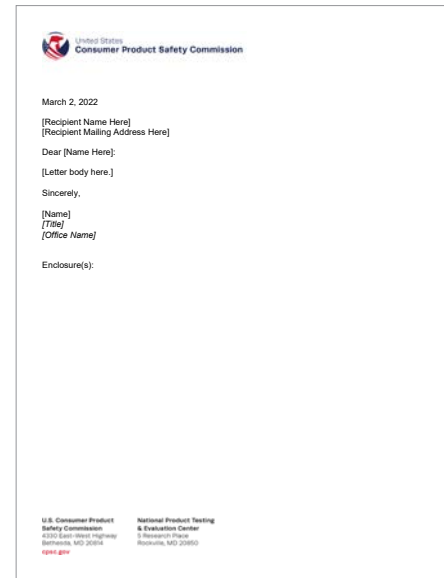 United States
Consumer Product Safety Commission
March 2, 2022
[Recipient Name Here]
[Recipient Mailing Address Here]
Dear [Name Here]:
[Letter body here.]
Sincerely,
[Name]
[Title]
[Office Name]
Enclosure(s):
U.S. Consumer Product
Safety Commission
4330 East-West Highway
Bethesda, MD 20814
cpsc.gov
National Product Testing
& Evaluation Center
5 Research Place
Rockville, MD 20850